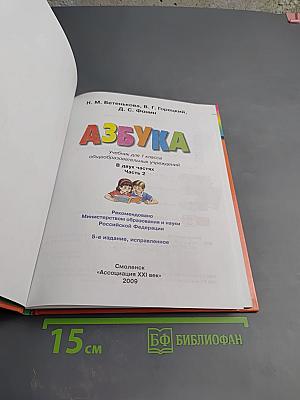 Н. М. Бетенькова, В. Г. Горецкий,
Д. С. Фонин
АЗБУКА
Учебник для 1 класса
общеобразовательных учреждений
В двух частях
Часть 2
Рекомендовано
Министерством образования и науки
Российской Федерации
5-е издание, исправленное
Смоленск
«Ассоциация XXI век»
2009
15 см
БФ БИБЛИОФАН